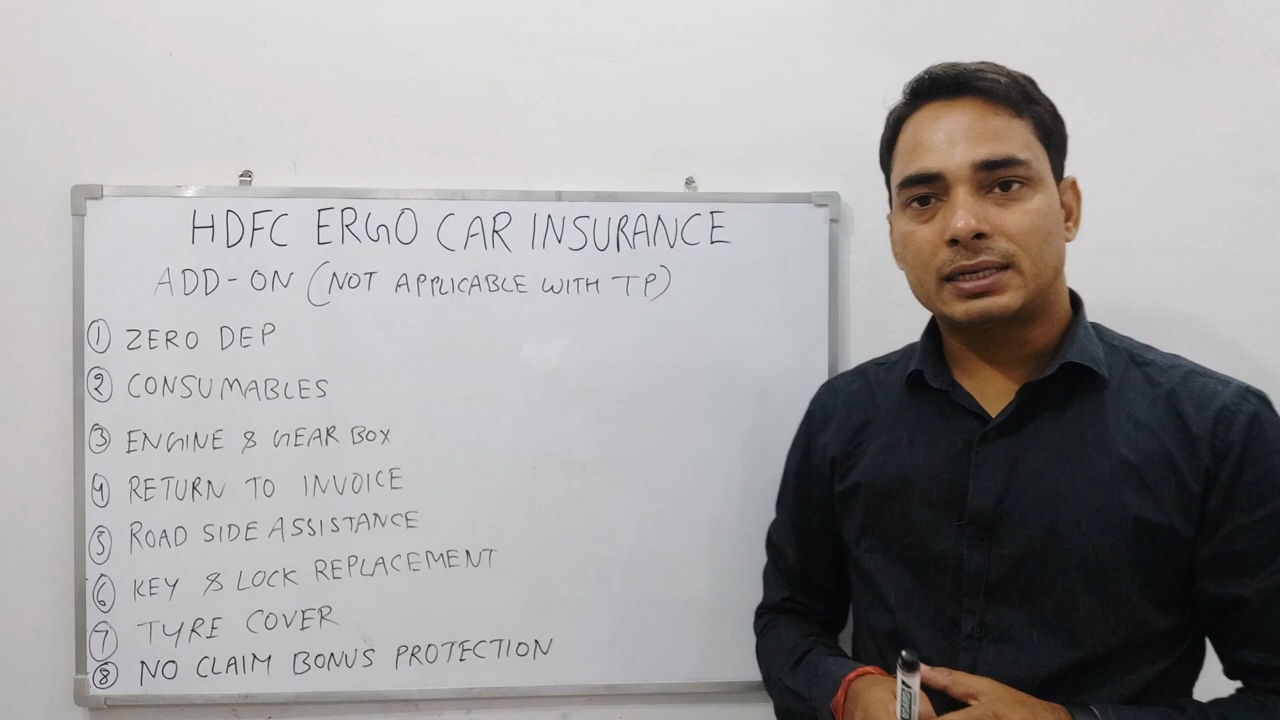 HDFC ERGO CAR INSURANCE
ADD-ON (NOT APPLICABLE WITH TP)
① ZERO DEP
② CONSUMABLES
③ ENGINE & GEAR BOX
④ RETURN TO INVOICE
⑤ ROAD SIDE ASSISTANCE
⑥ KEY & LOCK REPLACEMENT
⑦ TYRE COVER
⑧ NO CLAIM BONUS PROTECTION